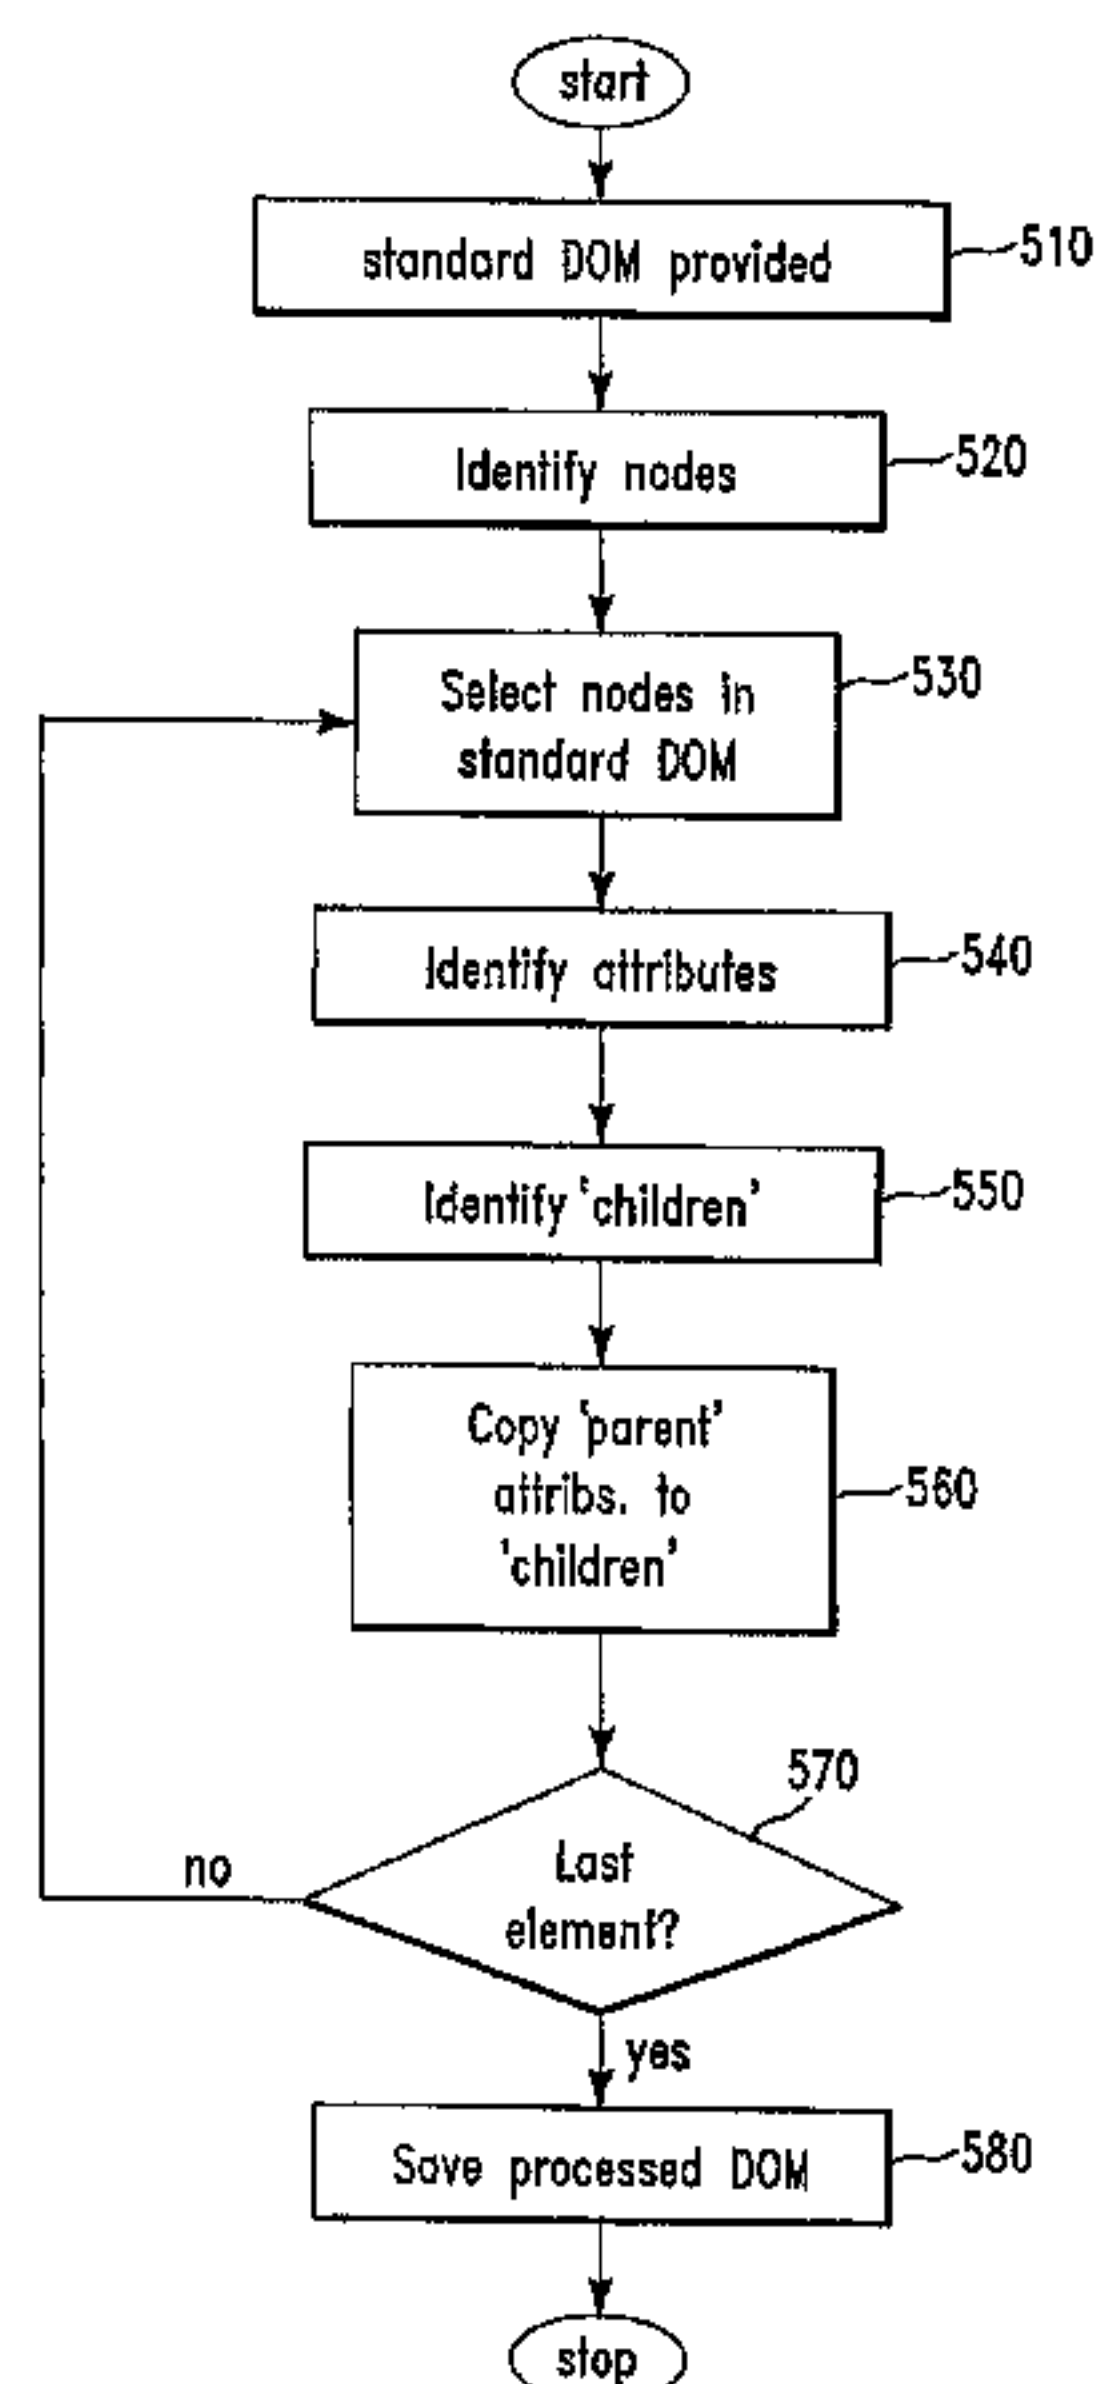 start
standard DOM provided
510
Identify nodes
520
Select nodes in
standard DOM
530
Identify attributes
540
Identify 'children'
550
Copy 'parent'
attribs. to
'children'
560
570
Last
element?
no
yes
Save processed DOM
580
stop